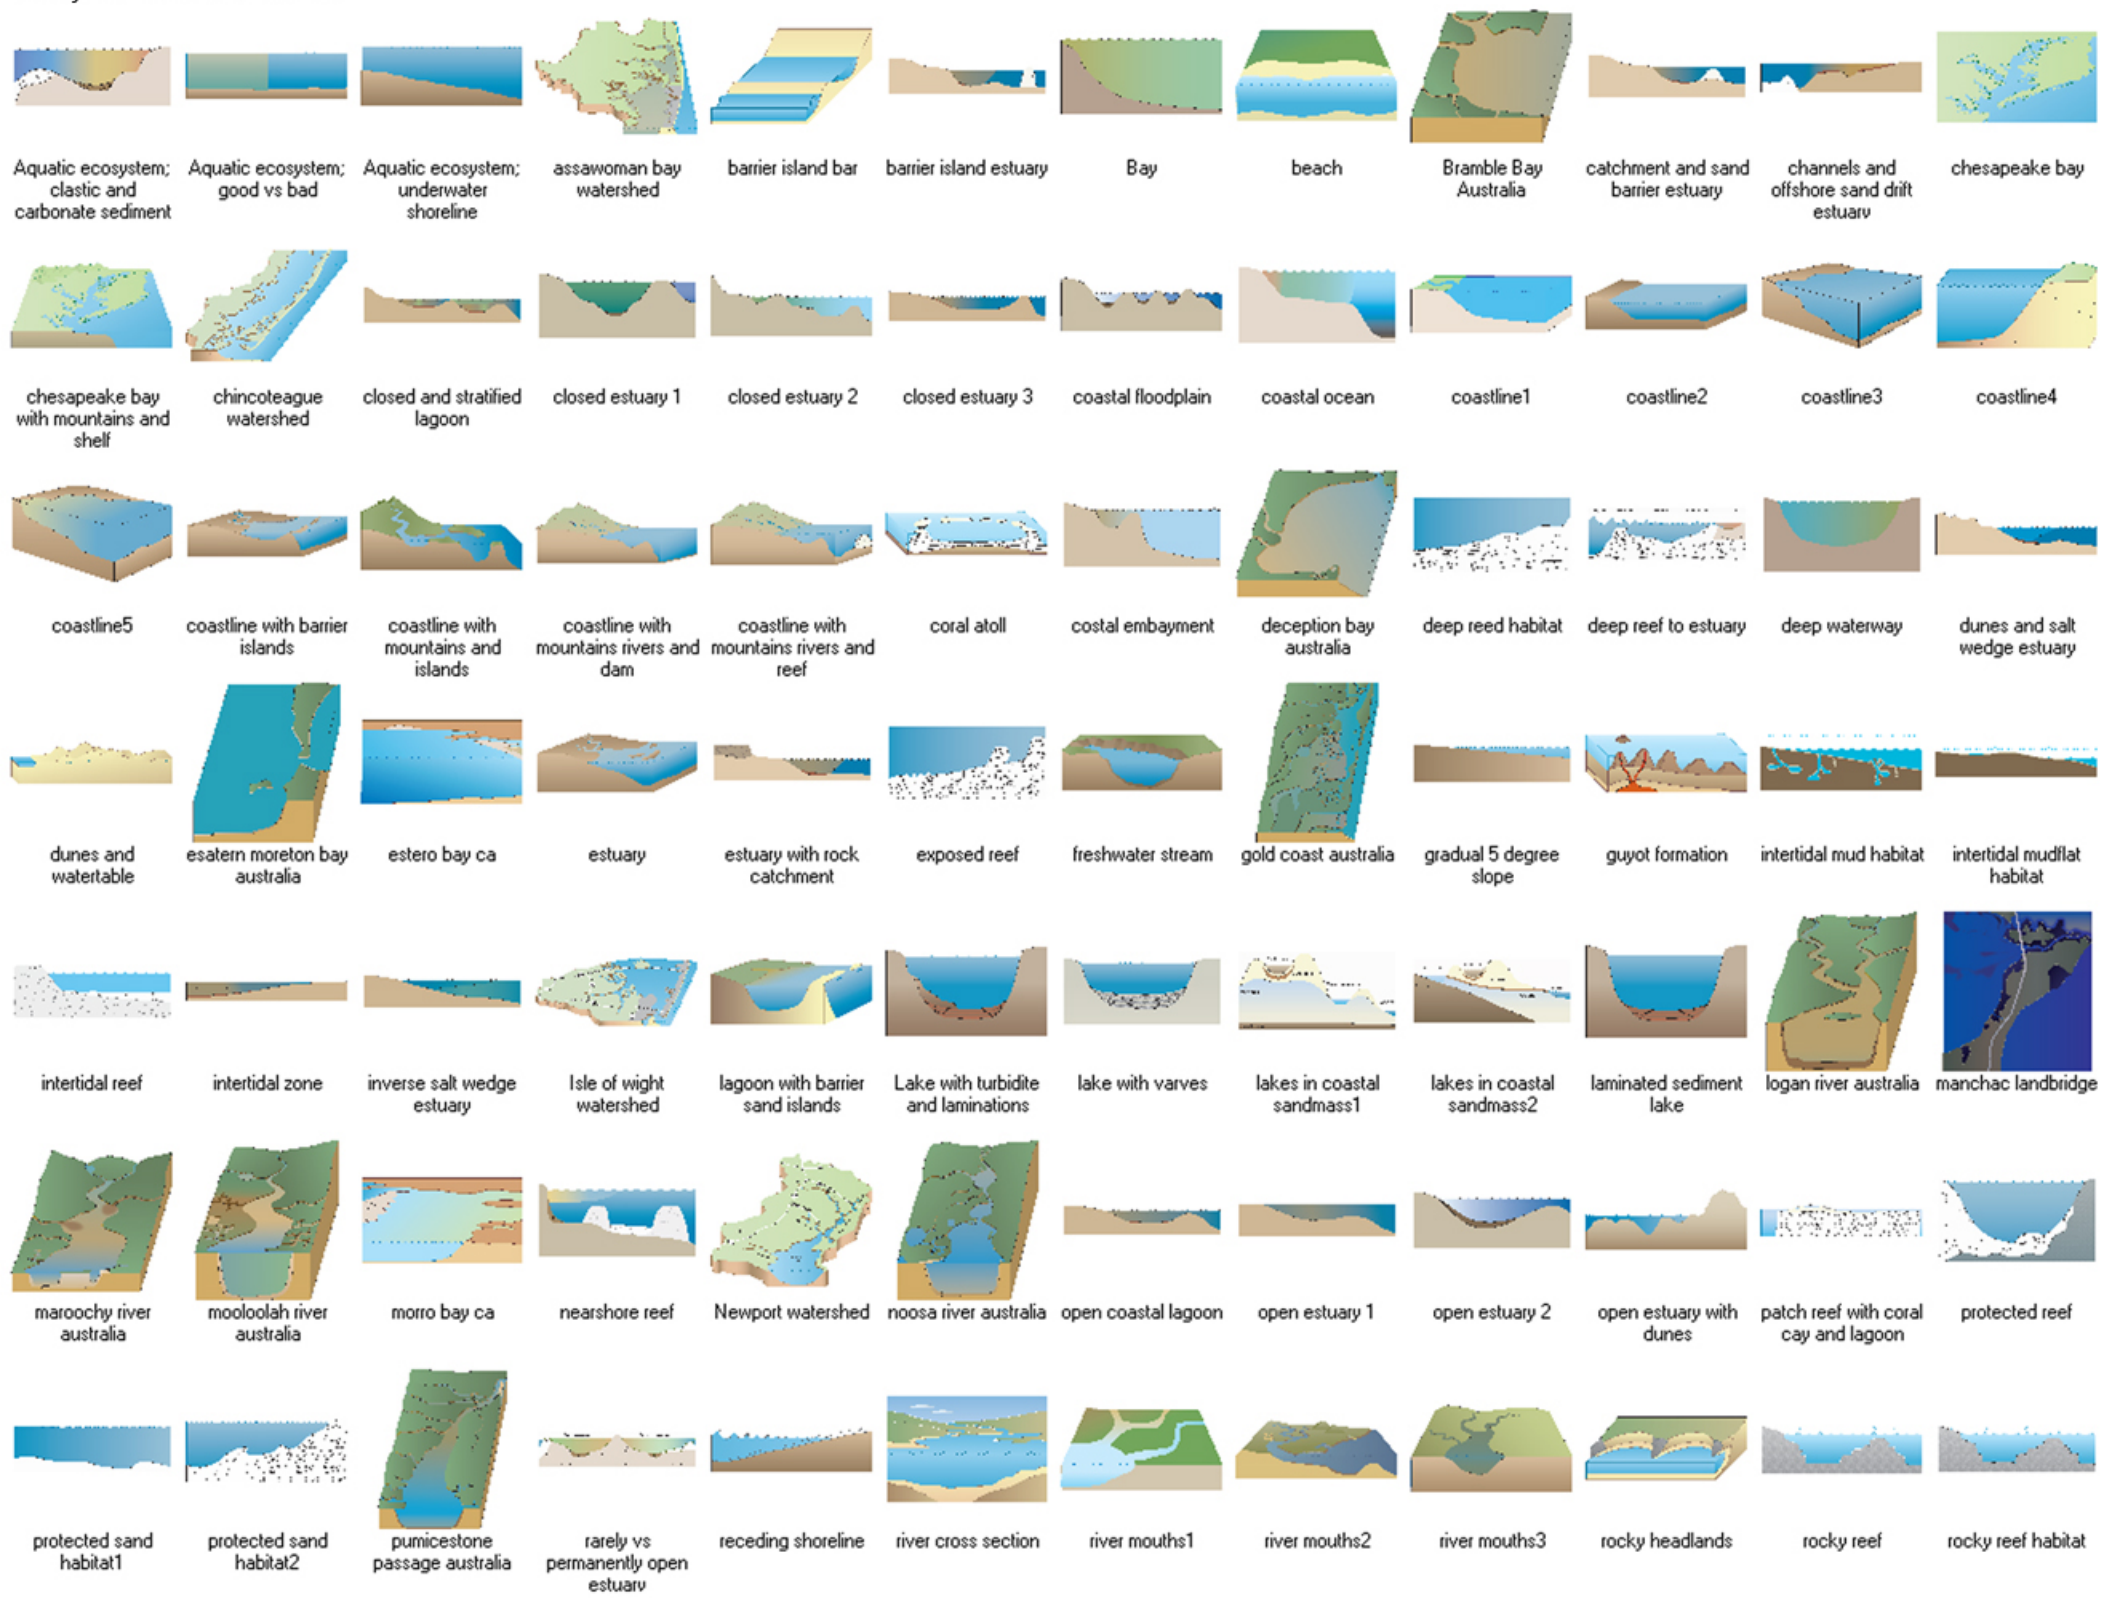 Aquatic ecosystem;
clastic and
carbonate sediment
Aquatic ecosystem;
good vs bad
Aquatic ecosystem;
underwater
shoreline
assawoman bay
watershed
barrier island bar
barrier island estuary
Bay
beach
Bramble Bay
Australia
catchment and sand
barrier estuary
channels and
offshore sand drift
estuary
chesapeake bay
chesapeake bay
with mountains and
shelf
chincoteague
watershed
closed and stratified
lagoon
closed estuary 1
closed estuary 2
closed estuary 3
coastal floodplain
coastal ocean
coastline1
coastline2
coastline3
coastline4
coastline5
coastline with barrier
islands
coastline with
mountains and
islands
coastline with
mountains rivers and
dam
coastline with
mountains rivers and
reef
coral atoll
costal embayment
deception bay
australia
deep reed habitat
deep reef to estuary
deep waterway
dunes and salt
wedge estuary
dunes and
watertable
esatern moreton bay
australia
estero bay ca
estuary
estuary with rock
catchment
exposed reef
freshwater stream
gold coast australia
gradual 5 degree
slope
guyot formation
intertidal mud habitat
intertidal mudflat
habitat
intertidal reef
intertidal zone
inverse salt wedge
estuary
Isle of wight
watershed
lagoon with barrier
sand islands
Lake with turbidite
and laminations
lake with varves
lakes in coastal
sandmass1
lakes in coastal
sandmass2
laminated sediment
lake
logan river australia
manchac landbridge
maroochy river
australia
mooloolah river
australia
morro bay ca
nearshore reef
Newport watershed
noosa river australia
open coastal lagoon
open estuary 1
open estuary 2
open estuary with
dunes
patch reef with coral
cay and lagoon
protected reef
protected sand
habitat1
protected sand
habitat2
pumicestone
passage australia
rarely vs
permanently open
estuary
receding shoreline
river cross section
river mouths1
river mouths2
river mouths3
rocky headlands
rocky reef
rocky reef habitat